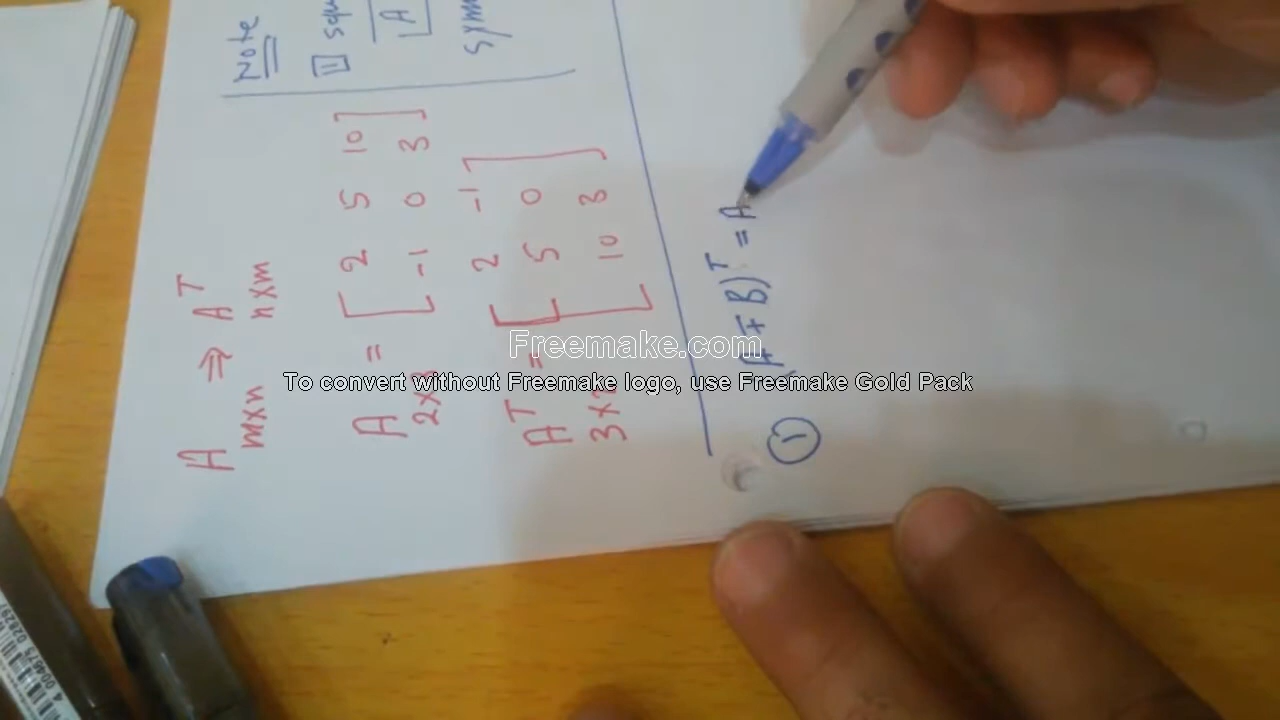 A m×n ⇒ A^T n×m
A 2×3 = [ 2 5 10
-1 0 3 ]
A^T 3×2 = [ 2 -1
5 0
10 3 ]
Note
1 squ
A
sym
① (A ∓ B)^T = A
Freemake.com
To convert without Freemake logo, use Freemake Gold Pack